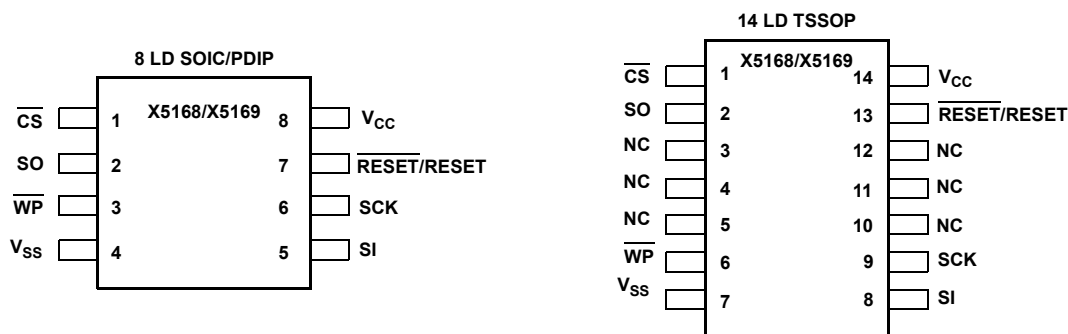 8 LD SOIC/PDIP
X5168/X5169
CS 1 8 VCC
SO 2 7 RESET/RESET
WP 3 6 SCK
VSS 4 5 SI
14 LD TSSOP
X5168/X5169
CS 1 14 VCC
SO 2 13 RESET/RESET
NC 3 12 NC
NC 4 11 NC
NC 5 10 NC
WP 6 9 SCK
VSS 7 8 SI